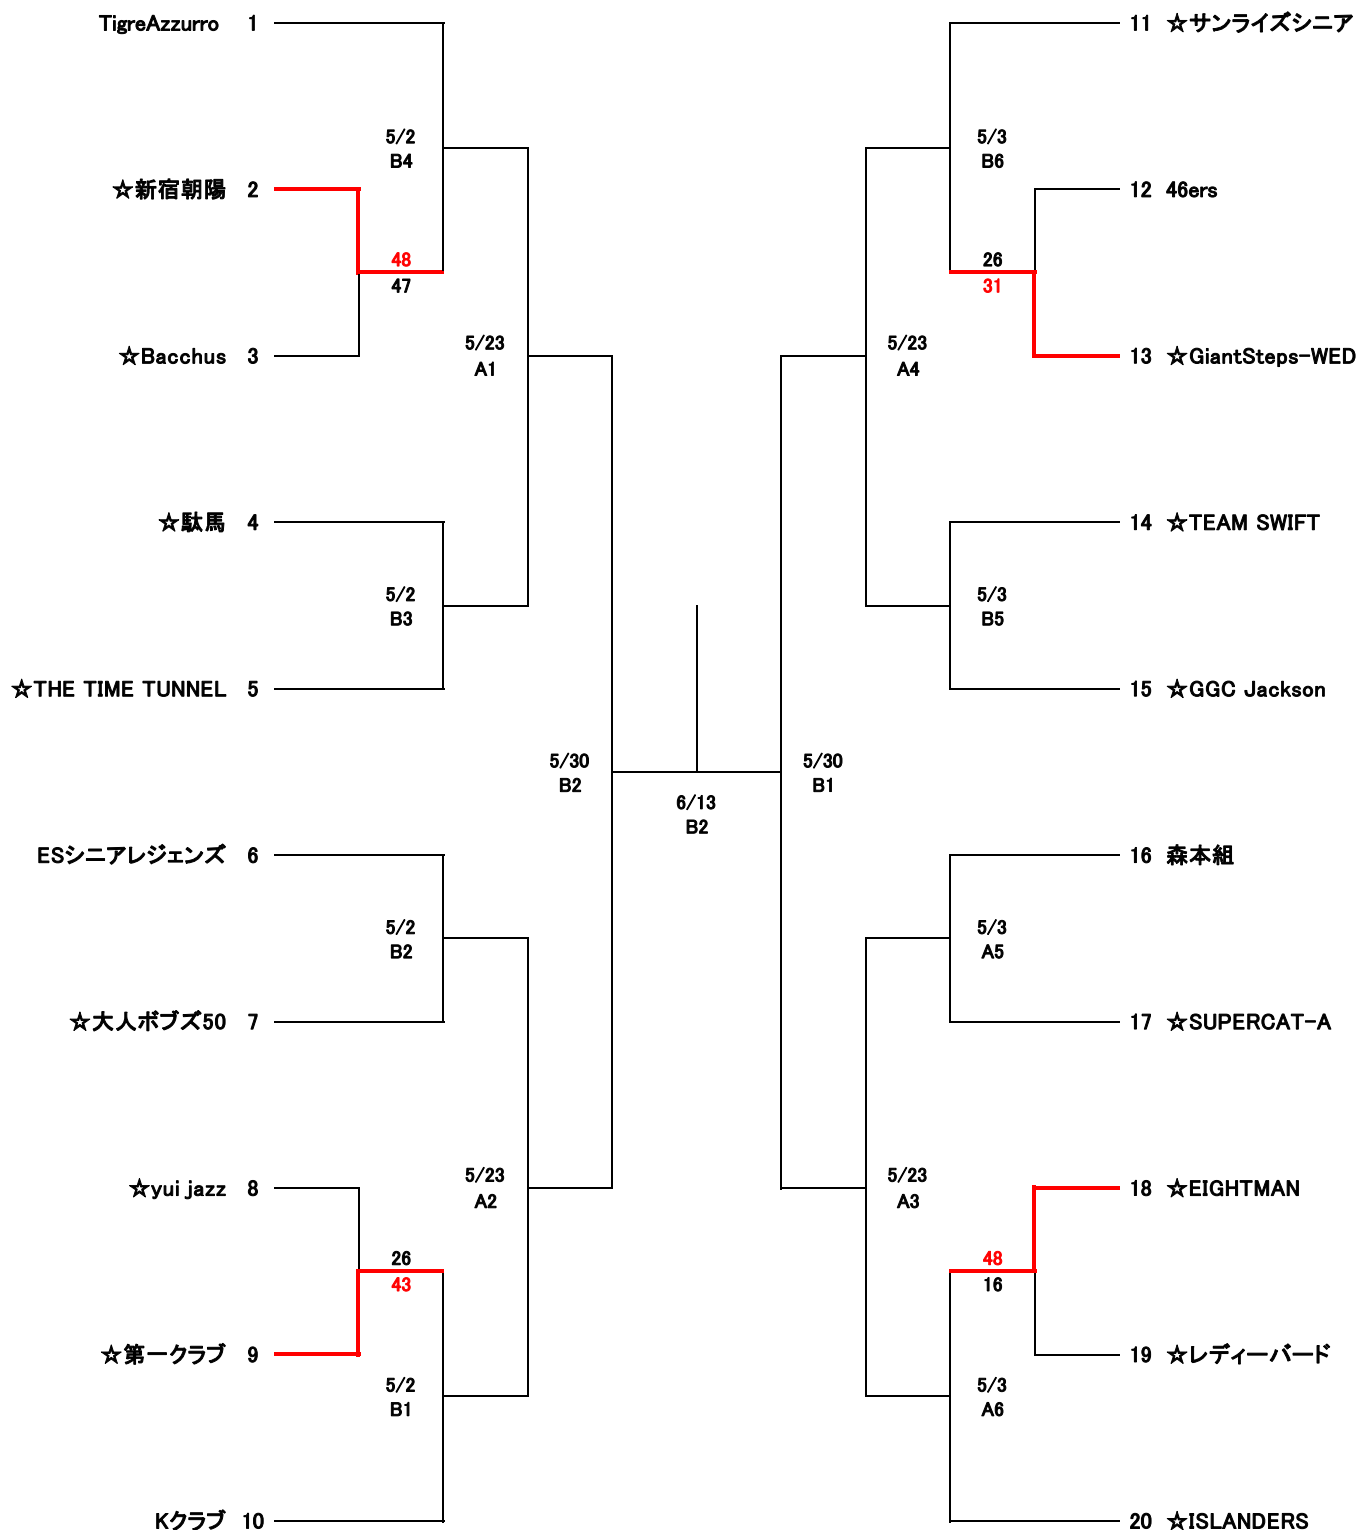 TigreAzzurro 1
11 ☆サンライズシニア
5/2
B4
5/3
B6
☆新宿朝陽 2
12 46ers
48
47
26
31
☆Bacchus 3
5/23
A1
5/23
A4
13 ☆GiantSteps-WED
☆駄馬 4
14 ☆TEAM SWIFT
5/2
B3
5/3
B5
☆THE TIME TUNNEL 5
15 ☆GGC Jackson
5/30
B2
6/13
B2
5/30
B1
ESシニアレジェンズ 6
16 森本組
5/2
B2
5/3
A5
☆大人ボブズ50 7
17 ☆SUPERCAT-A
☆yui jazz 8
5/23
A2
5/23
A3
18 ☆EIGHTMAN
26
43
48
16
☆第一クラブ 9
19 ☆レディーバード
5/2
B1
5/3
A6
Kクラブ 10
20 ☆ISLANDERS